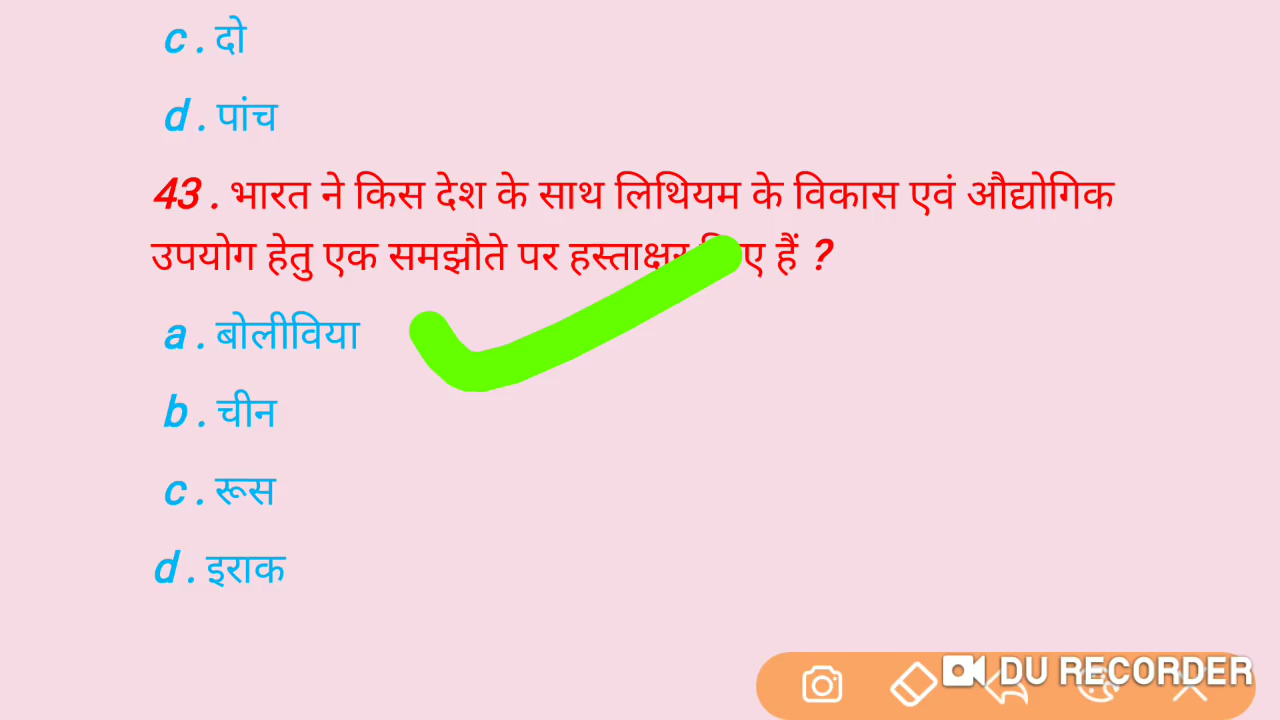 c . दो
d . पांच
43 . भारत ने किस देश के साथ लिथियम के विकास एवं औद्योगिक
उपयोग हेतु एक समझौते पर हस्ताक्षर हैं ?
a . बोलीविया
b . चीन
c . रूस
d . इराक
DU RECORDER